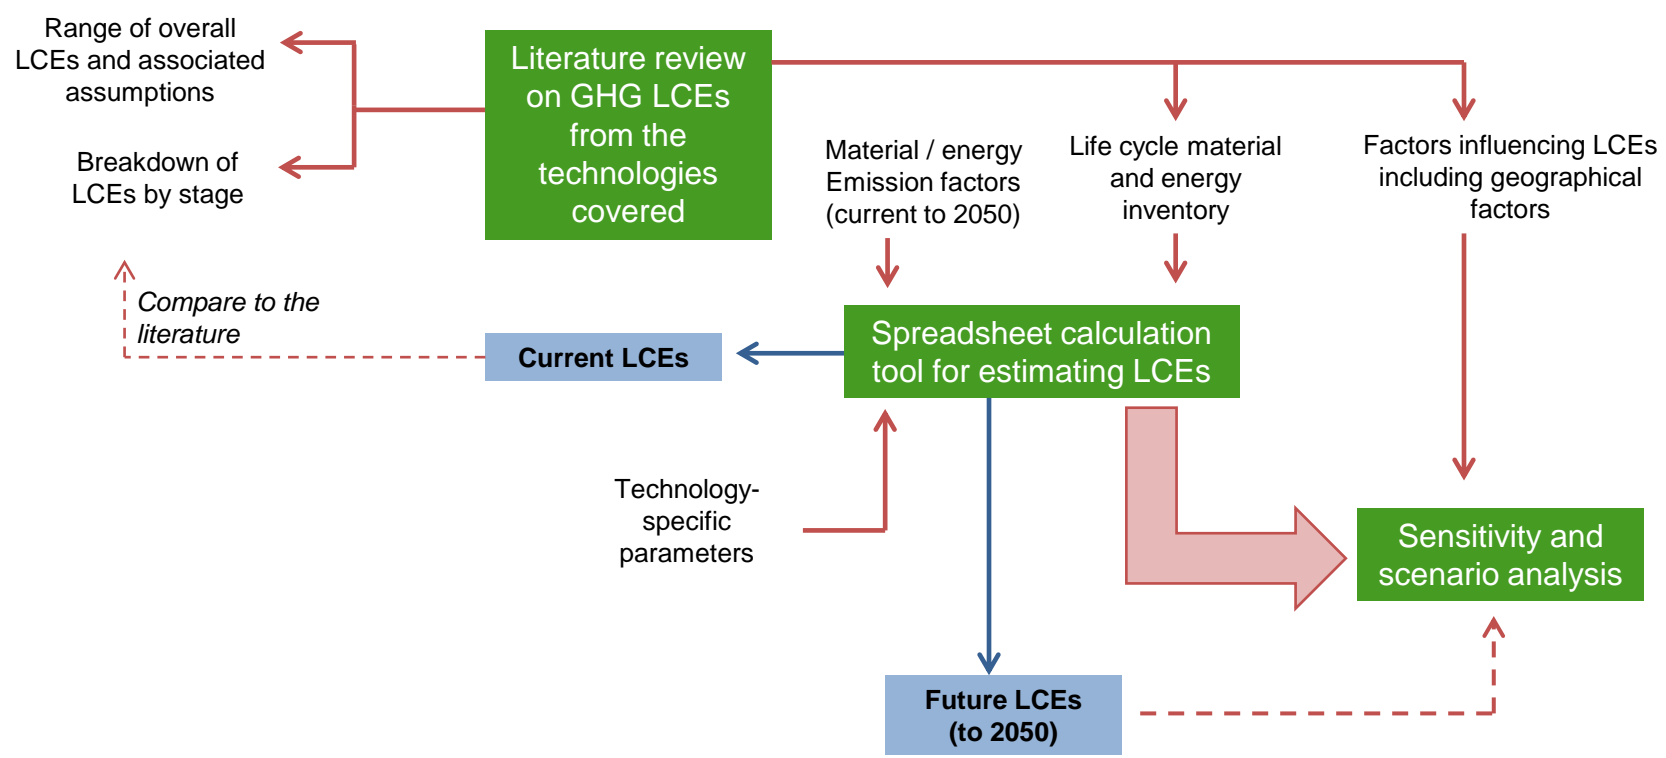 Range of overall
LCEs and associated
assumptions
Breakdown of
LCEs by stage
Literature review
on GHG LCEs
from the
technologies
covered
Material / energy
Emission factors
(current to 2050)
Life cycle material
and energy
inventory
Factors influencing LCEs
including geographical
factors
Compare to the
literature
Current LCEs
Spreadsheet calculation
tool for estimating LCEs
Technology-
specific
parameters
Sensitivity and
scenario analysis
Future LCEs
(to 2050)